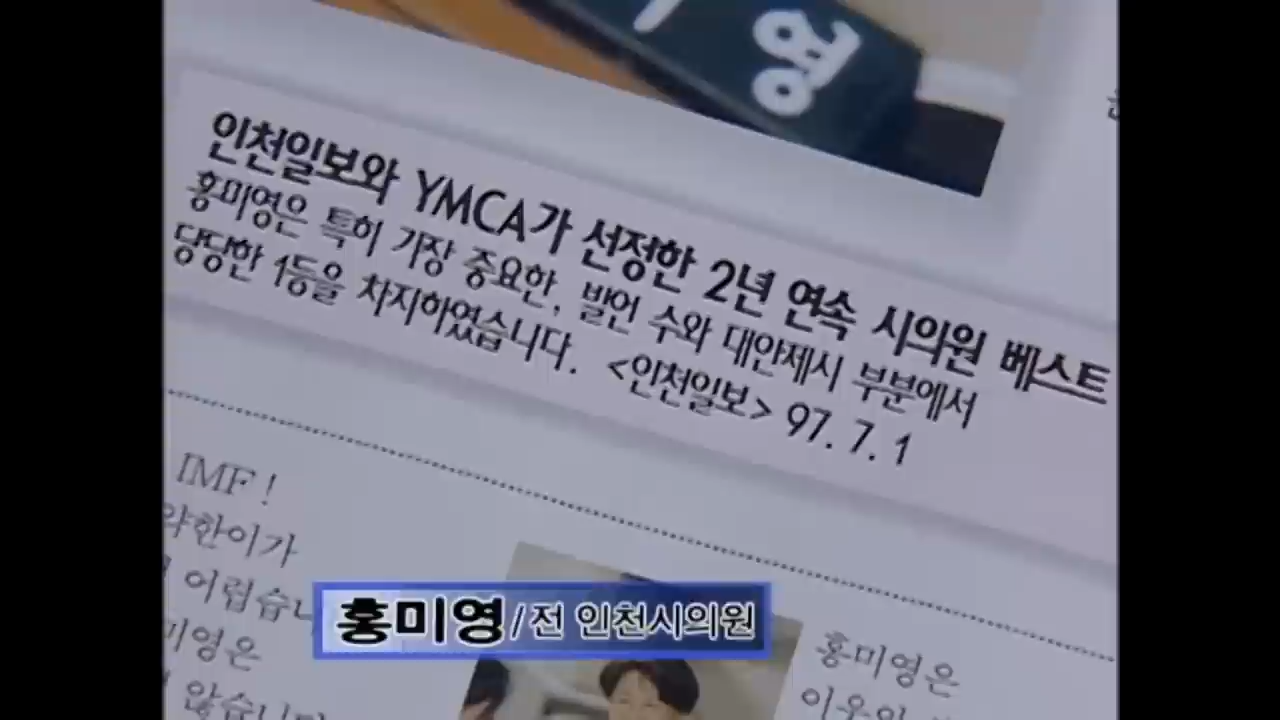 영
인천일보와 YMCA가 선정한 2년 연속 시의원 베스트
홍미영은 특히 가장 중요한, 발언 수와 대안제시 부분에서
당당한 1등을 차지하였습니다. <인천일보> 97. 7. 1
IMF !
약한이가
어렵습니
미영은
않습니다
홍미영/전 인천시의원
홍미영은